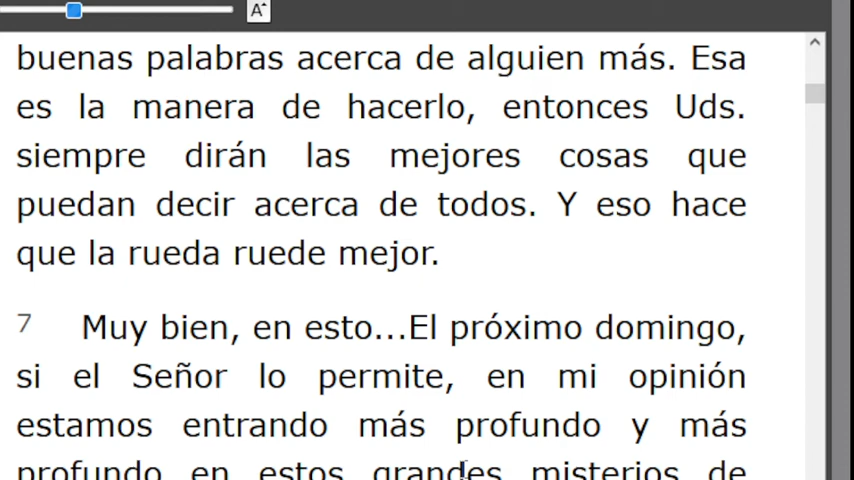 A
buenas palabras acerca de alguien más. Esa
es la manera de hacerlo, entonces Uds.
siempre dirán las mejores cosas que
puedan decir acerca de todos. Y eso hace
que la rueda ruede mejor.
7 Muy bien, en esto...El próximo domingo,
si el Señor lo permite, en mi opinión
estamos entrando más profundo y más
profundo en estos grandes misterios de